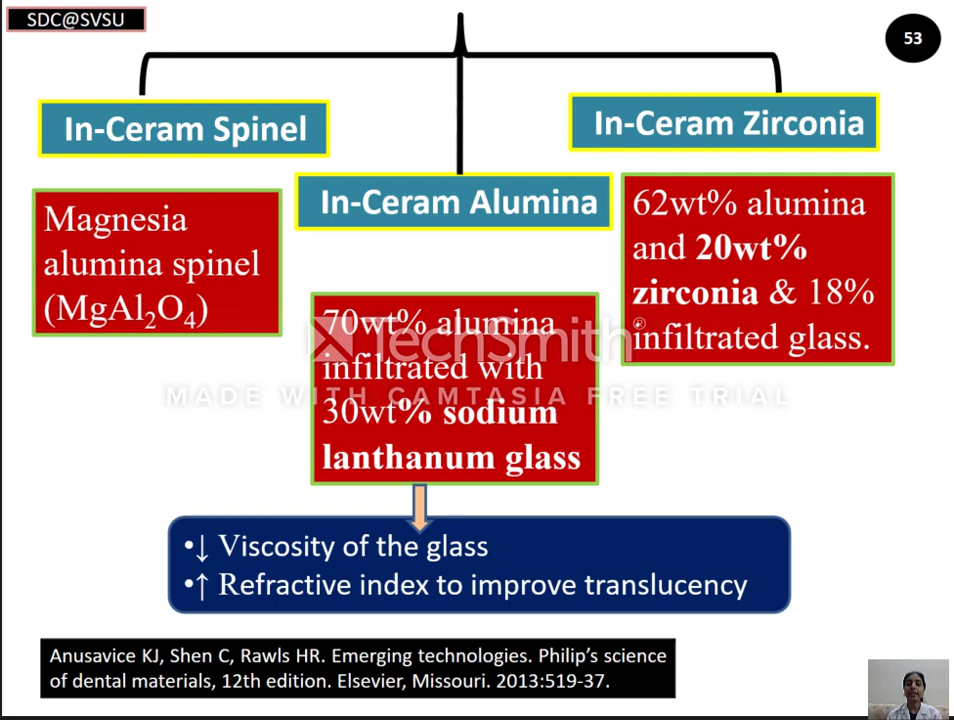 SDC@SVSU
53
In-Ceram Spinel
In-Ceram Zirconia
In-Ceram Alumina
Magnesia
alumina spinel
(MgAl₂O₄)
62wt% alumina
and 20wt%
zirconia & 18%
infiltrated glass.
70wt% alumina
infiltrated with
30wt% sodium
lanthanum glass
TechSmith®
MADE WITH CAMTASIA FREE TRIAL
•↓ Viscosity of the glass
•↑ Refractive index to improve translucency
Anusavice KJ, Shen C, Rawls HR. Emerging technologies. Philip’s science
of dental materials, 12th edition. Elsevier, Missouri. 2013:519-37.